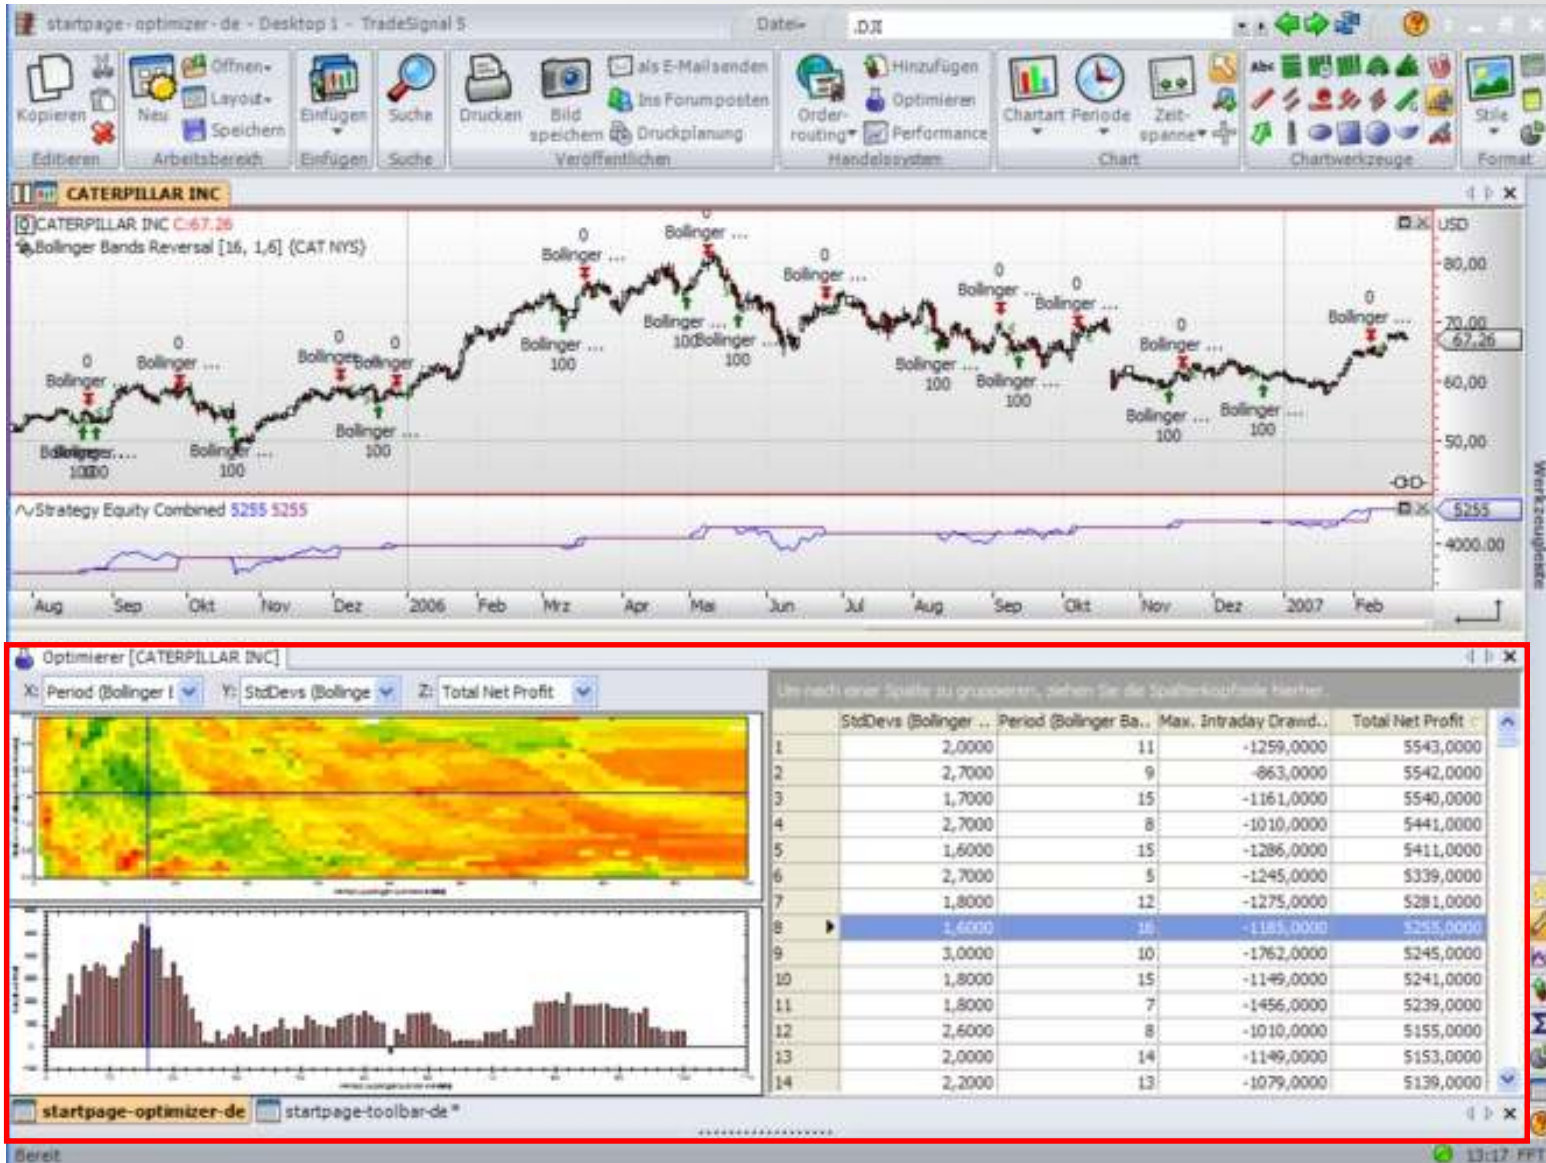 startpage-optimizer-de - Desktop 1 - TradeSignal 5
Datei
.DJI
Kopieren
Neu
Öffnen
Layout
Speichern
Einfügen
Suche
Drucken
Bild speichern
als E-Mail senden
Ins Forum posten
Druckplanung
Order-routing
Hinzufügen
Optimieren
Performance
Chartart
Periode
Zeit-spanne
Abc
Stile
Editieren
Arbeitsbereich
Einfügen
Suche
Veröffentlichen
Handelssystem
Chart
Chartwerkzeuge
Format
CATERPILLAR INC
CATERPILLAR INC C:67.26
Bollinger Bands Reversal [16, 1,6] {CAT NYS}
USD
80,00
70,00
67.26
60,00
50,00
0
Bollinger ...
100
Werkzeugleiste
Strategy Equity Combined 5255 5255
5255
4000.00
Aug Sep Okt Nov Dez 2006 Feb Mrz Apr Mai Jun Jul Aug Sep Okt Nov Dez 2007 Feb
Optimierer [CATERPILLAR INC]
X: Period (Bollinger B Y: StdDevs (Bollinge Z: Total Net Profit
Um nach einer Spalte zu gruppieren, ziehen Sie die Spaltenkopfzeile hierher.
StdDevs (Bollinger .. Period (Bollinger Ba.. Max. Intraday Drawd.. Total Net Profit
1 2,0000 11 -1259,0000 5543,0000
2 2,7000 9 -863,0000 5542,0000
3 1,7000 15 -1161,0000 5540,0000
4 2,7000 8 -1010,0000 5441,0000
5 1,6000 15 -1286,0000 5411,0000
6 2,7000 5 -1245,0000 5339,0000
7 1,8000 12 -1275,0000 5281,0000
8 1,6000 16 -1185,0000 5255,0000
9 3,0000 10 -1762,0000 5245,0000
10 1,8000 15 -1149,0000 5241,0000
11 1,8000 7 -1456,0000 5239,0000
12 2,6000 8 -1010,0000 5155,0000
13 2,0000 14 -1149,0000 5153,0000
14 2,2000 13 -1079,0000 5139,0000
startpage-optimizer-de startpage-toolbar-de *
Bereit
13:17 FFT